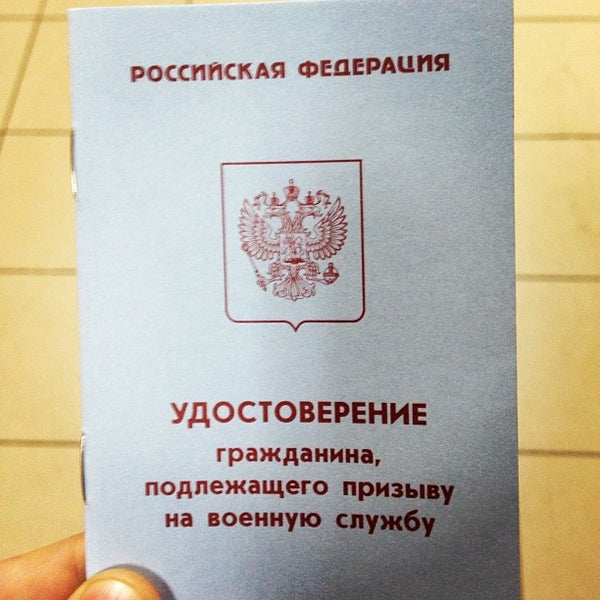 РОССИЙСКАЯ ФЕДЕРАЦИЯ
УДОСТОВЕРЕНИЕ
гражданина,
подлежащего призыву
на военную службу